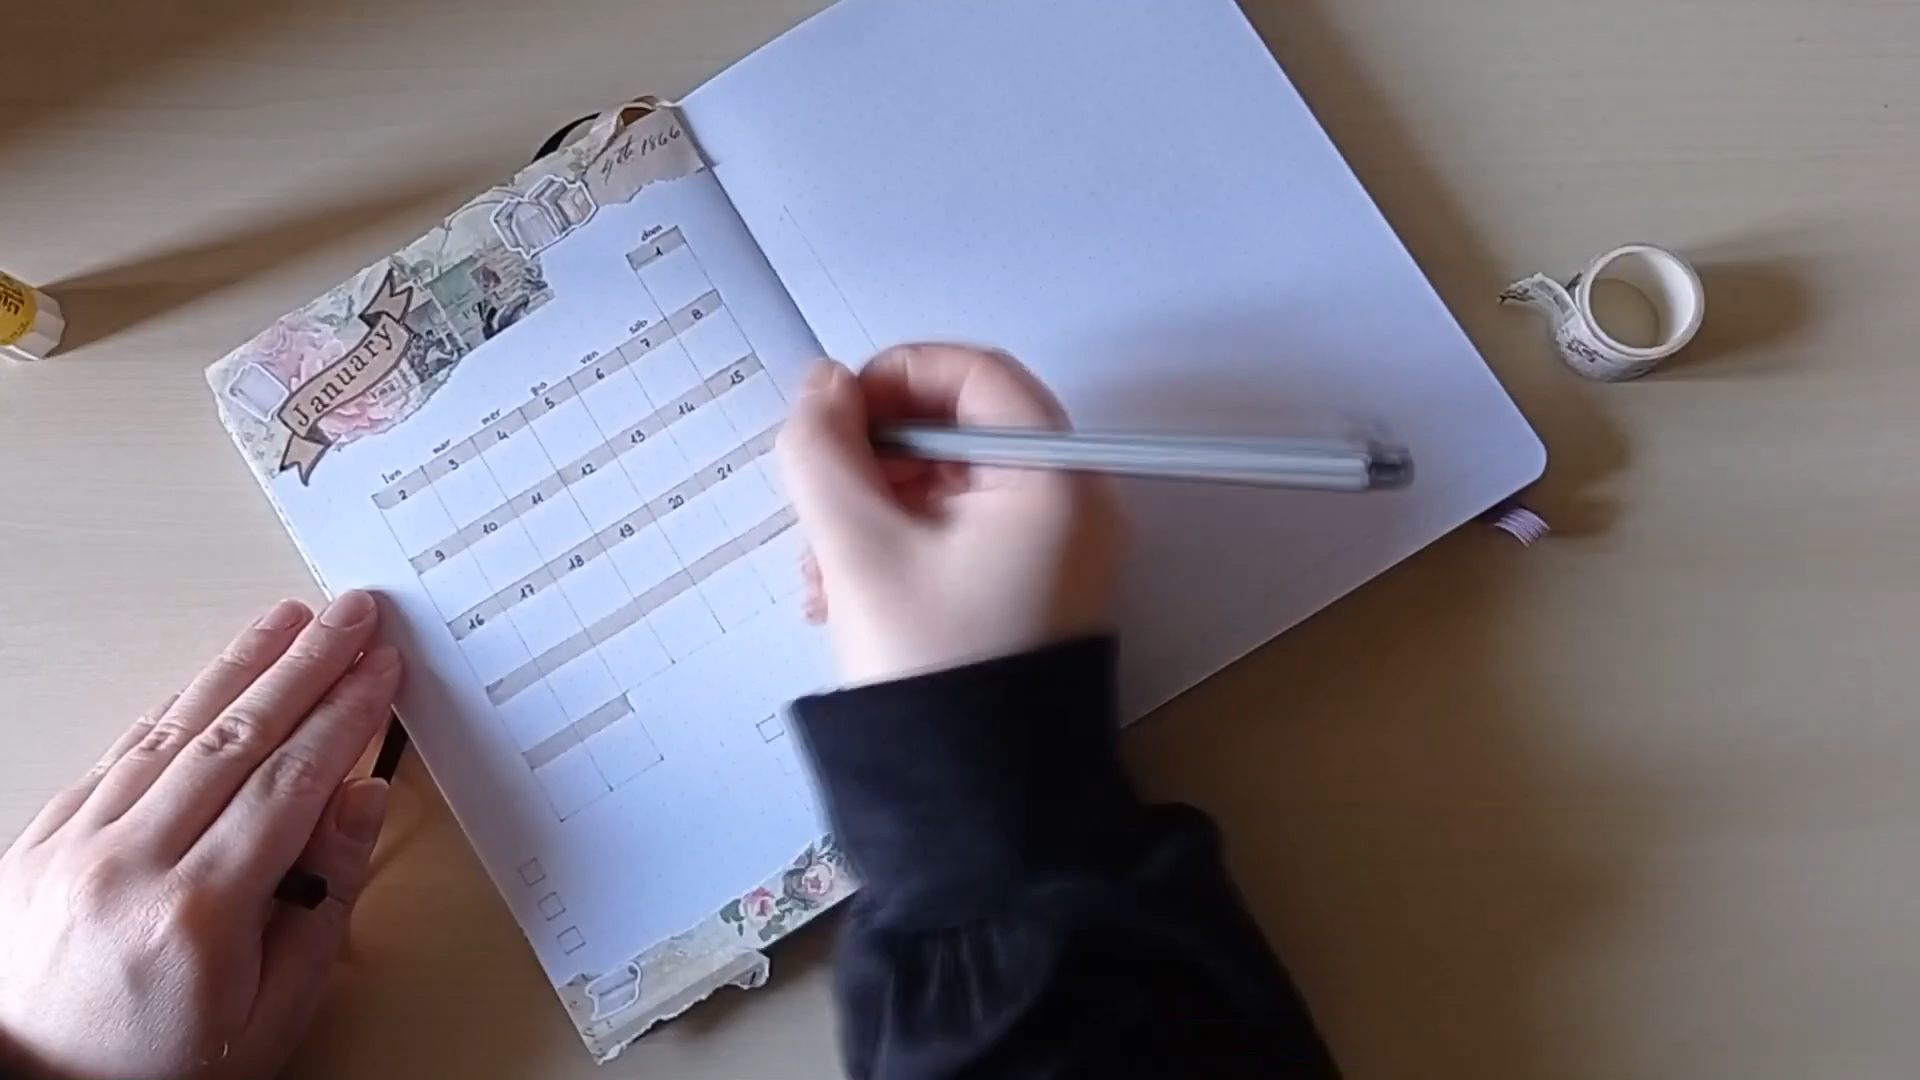 1866
January
dom
1
lun mar mer gio ven sab
2 3 4 5 6 7 8
9 10 11 12 13 14 15
16 17 18 19 20 21